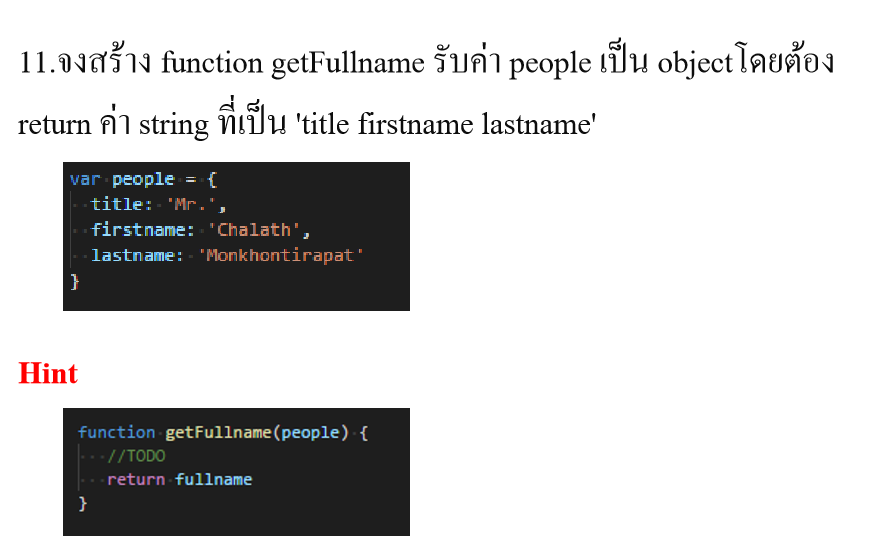 11.จงสร้าง function getFullname รับค่า people เป็น objectโดยต้อง
return ค่า string ที่เป็น 'title firstname lastname'
var people = {
title: 'Mr.',
firstname: 'Chalath',
lastname: 'Monkhontirapat'
}
Hint
function getFullname(people) {
//TODO
return fullname
}